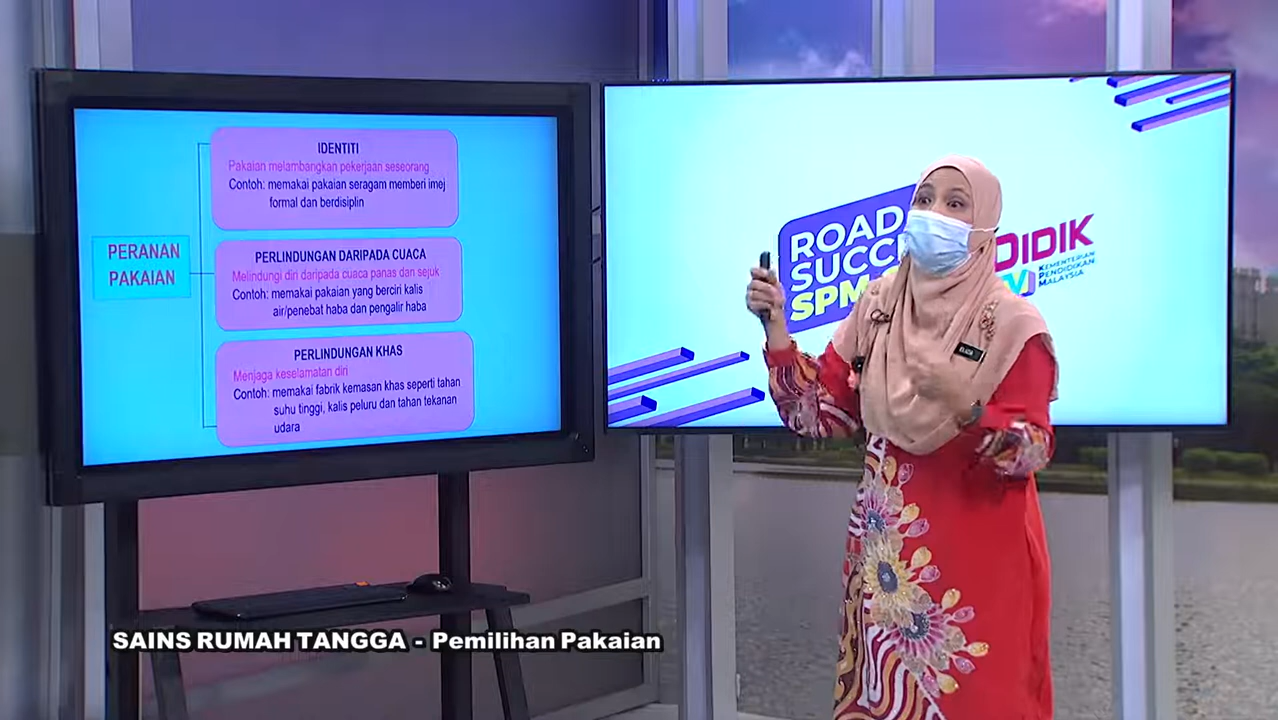 PERANAN
PAKAIAN
IDENTITI
Pakaian melambangkan pekerjaan seseorang
Contoh: memakai pakaian seragam memberi imej
formal dan berdisiplin
PERLINDUNGAN DARIPADA CUACA
Melindungi diri daripada cuaca panas dan sejuk
Contoh: memakai pakaian yang berciri kalis
air/penebat haba dan pengalir haba
PERLINDUNGAN KHAS
Menjaga keselamatan diri
Contoh: memakai fabrik kemasan khas seperti tahan
suhu tinggi, kalis peluru dan tahan tekanan
udara
ROAD
SUCC
SPM
DIDIK
KEMENTERIAN
PENDIDIKAN
MALAYSIA
SAINS RUMAH TANGGA - Pemilihan Pakaian